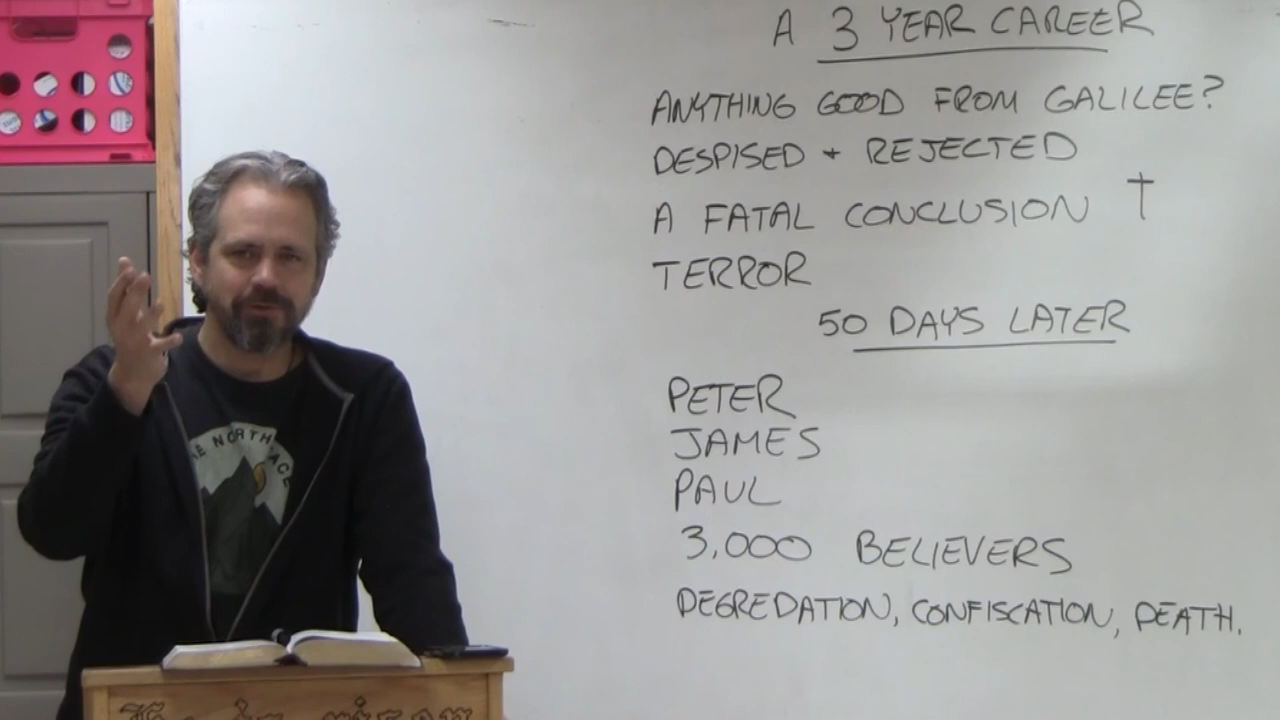 A 3 YEAR CAREER
ANYTHING GOOD FROM GALILEE?
DESPISED + REJECTED
A FATAL CONCLUSION †
TERROR
50 DAYS LATER
PETER
JAMES
PAUL
3,000 BELIEVERS
DEGREDATION, CONFISCATION, DEATH.
NORTH